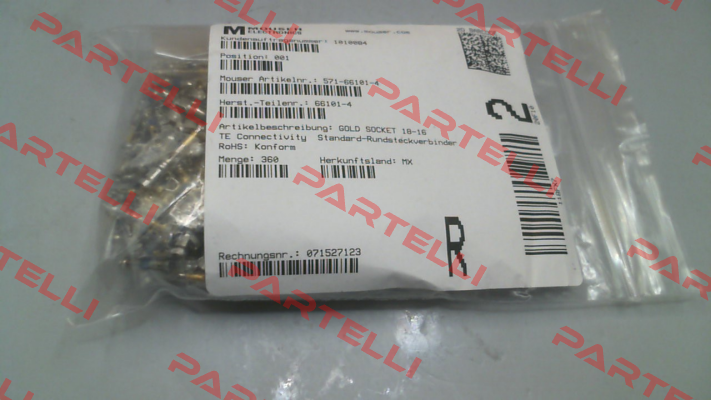 MOUSER
ELECTRONICS
www.mouser.com
Kundenauftragsnummer: 1010004
Position: 001
Mouser Artikelnr.: 571-66101-4
Herst.-Teilenr.: 66101-4
Artikelbeschreibung: GOLD SOCKET 18-16
TE Connectivity Standard-Rundsteckverbinder
RoHS: Konform
Menge: 360 Herkunftsland: MX
Rechnungsnr.: 071527123
R
2
PARTELLI
PARTELLI
PARTELLI
PARTELLI
PARTELLI
PARTELLI